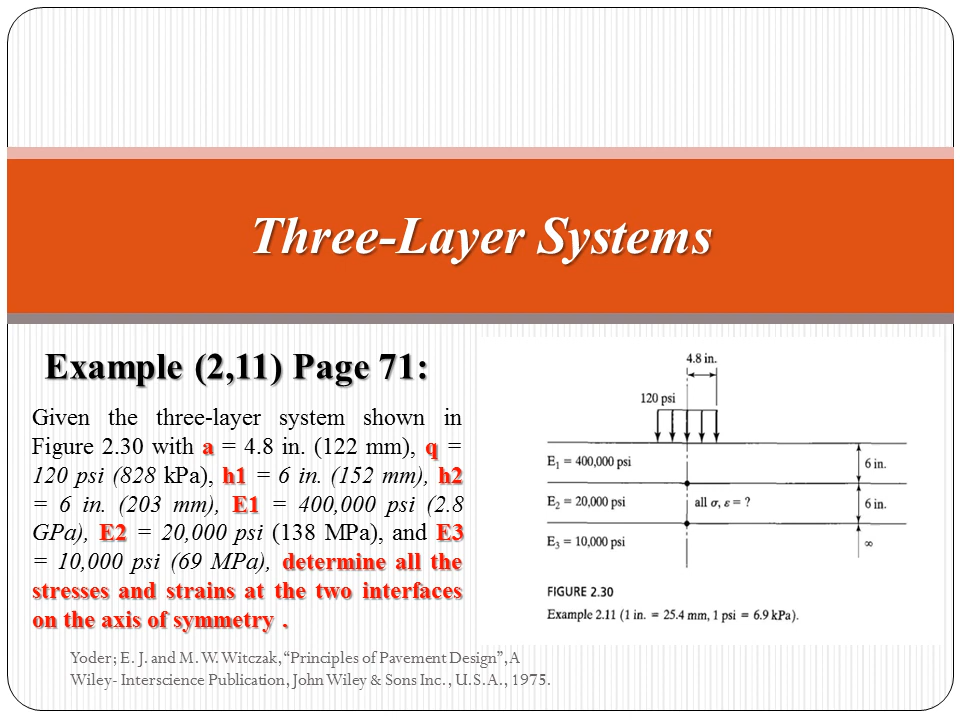 Three-Layer Systems
Example (2,11) Page 71:
Given the three-layer system shown in
Figure 2.30 with a = 4.8 in. (122 mm), q =
120 psi (828 kPa), h1 = 6 in. (152 mm), h2
= 6 in. (203 mm), E1 = 400,000 psi (2.8
GPa), E2 = 20,000 psi (138 MPa), and E3
= 10,000 psi (69 MPa), determine all the
stresses and strains at the two interfaces
on the axis of symmetry .
4.8 in.
120 psi
E₁ = 400,000 psi
6 in.
E₂ = 20,000 psi
all σ, ε = ?
6 in.
E₃ = 10,000 psi
∞
FIGURE 2.30
Example 2.11 (1 in. = 25.4 mm, 1 psi = 6.9 kPa).
Yoder; E. J. and M. W. Witczak, “Principles of Pavement Design”, A
Wiley- Interscience Publication, John Wiley & Sons Inc., U.S.A., 1975.